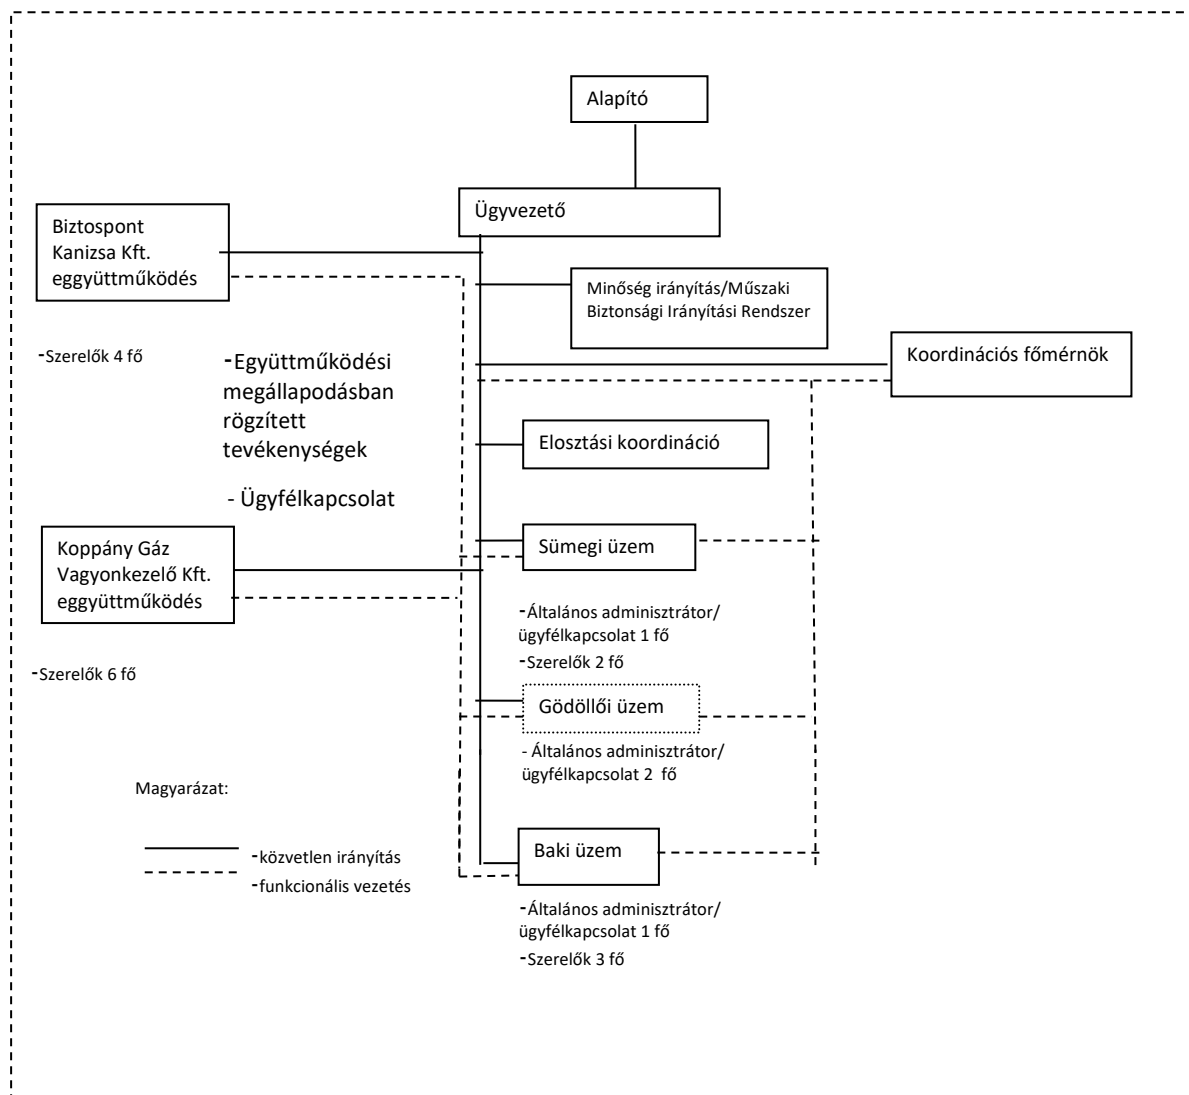 Alapító
Ügyvezető
Biztospont
Kanizsa Kft.
eggyüttműködés
Minőség irányítás/Műszaki
Biztonsági Irányítási Rendszer
-Szerelők 4 fő
-Együttműködési
megállapodásban
rögzített
tevékenységek
- Ügyfélkapcsolat
Koordinációs főmérnök
Elosztási koordináció
Koppány Gáz
Vagyonkezelő Kft.
eggyüttműködés
Sümegi üzem
-Általános adminisztrátor/
ügyfélkapcsolat 1 fő
-Szerelők 2 fő
-Szerelők 6 fő
Gödöllői üzem
- Általános adminisztrátor/
ügyfélkapcsolat 2  fő
Magyarázat:
-közvetlen irányítás
-funkcionális vezetés
Baki üzem
-Általános adminisztrátor/
ügyfélkapcsolat 1 fő
-Szerelők 3 fő